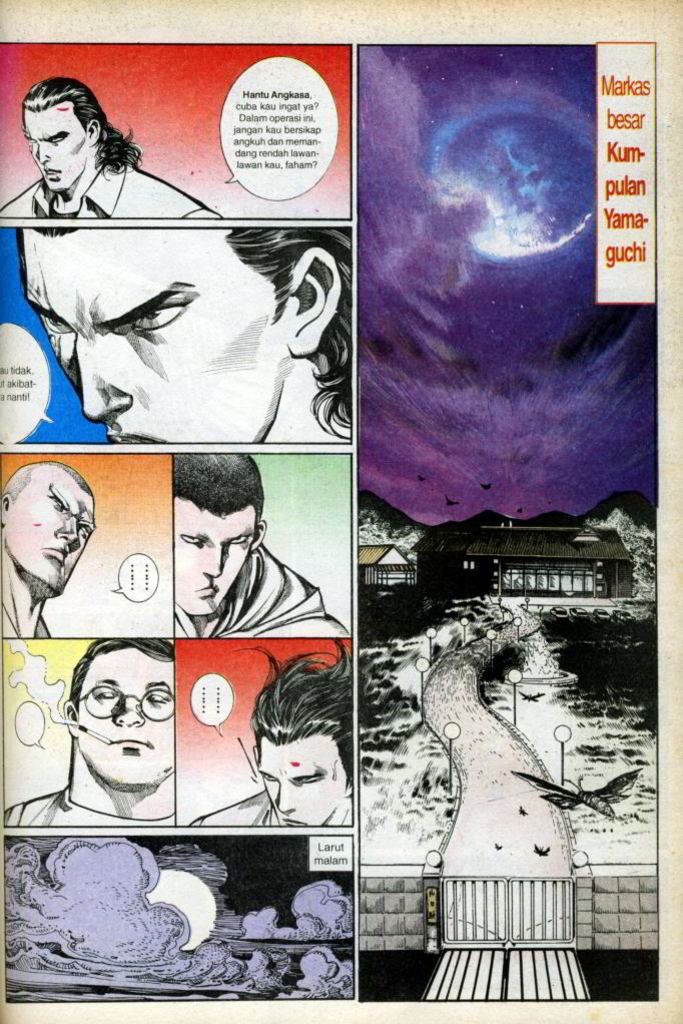 Hantu Angkasa,
cuba kau ingat ya?
Dalam operasi ini,
jangan kau bersikap
angkuh dan meman-
dang rendah lawan-
lawan kau, faham?
au tidak.
ut akibat-
a nanti!
Larut
malam
Markas
besar
Kum-
pulan
Yama-
guchi